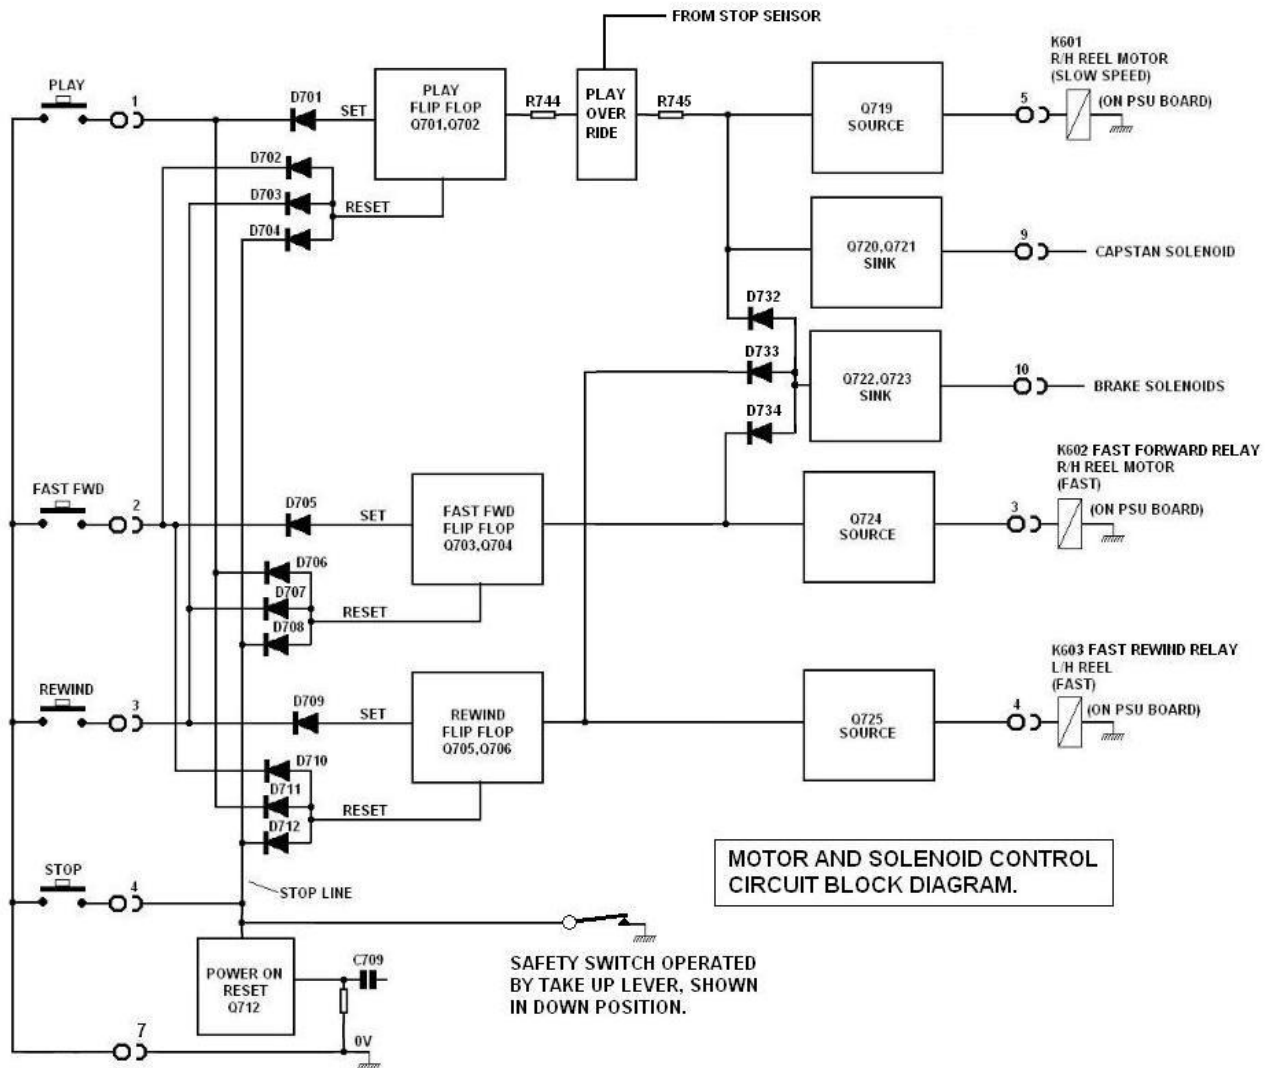 FROM STOP SENSOR
PLAY
1
D701
SET
PLAY
FLIP FLOP
Q701,Q702
R744
PLAY
OVER
RIDE
R745
Q719
SOURCE
5
K601
R/H REEL MOTOR
(SLOW SPEED)
(ON PSU BOARD)
D702
D703
D704
RESET
Q720,Q721
SINK
9
CAPSTAN SOLENOID
D732
D733
D734
Q722,Q723
SINK
10
BRAKE SOLENOIDS
FAST FWD
2
D705
SET
FAST FWD
FLIP FLOP
Q703,Q704
Q724
SOURCE
3
K602 FAST FORWARD RELAY
R/H REEL MOTOR
(FAST)
(ON PSU BOARD)
D706
D707
D708
RESET
REWIND
3
D709
SET
REWIND
FLIP FLOP
Q705,Q706
Q725
SOURCE
4
K603 FAST REWIND RELAY
L/H REEL
(FAST)
(ON PSU BOARD)
D710
D711
D712
RESET
STOP
4
STOP LINE
MOTOR AND SOLENOID CONTROL
CIRCUIT BLOCK DIAGRAM.
POWER ON
RESET
Q712
C709
SAFETY SWITCH OPERATED
BY TAKE UP LEVER, SHOWN
IN DOWN POSITION.
7
0V